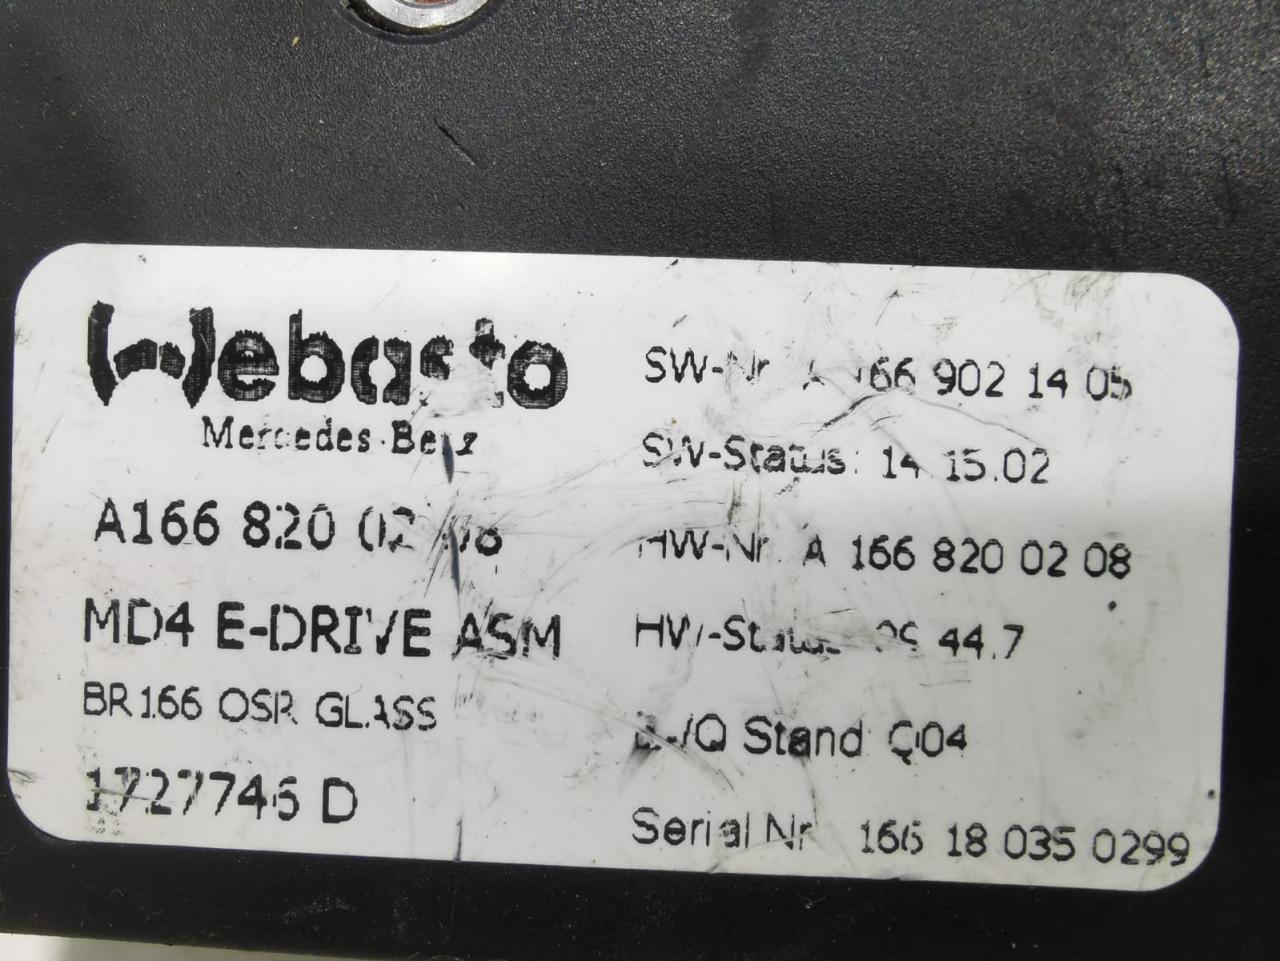 Webasto
Mercedes-Benz
A166 820 02 08
MD4 E-DRIVE ASM
BR166 OSR GLASS
1727746 D
SW-Nr. A 166 902 14 05
SW-Status: 14 15.02
HW-Nr. A 166 820 02 08
HW-Status: 44.7
Stand Q04
Serial Nr 166 18 035 0299